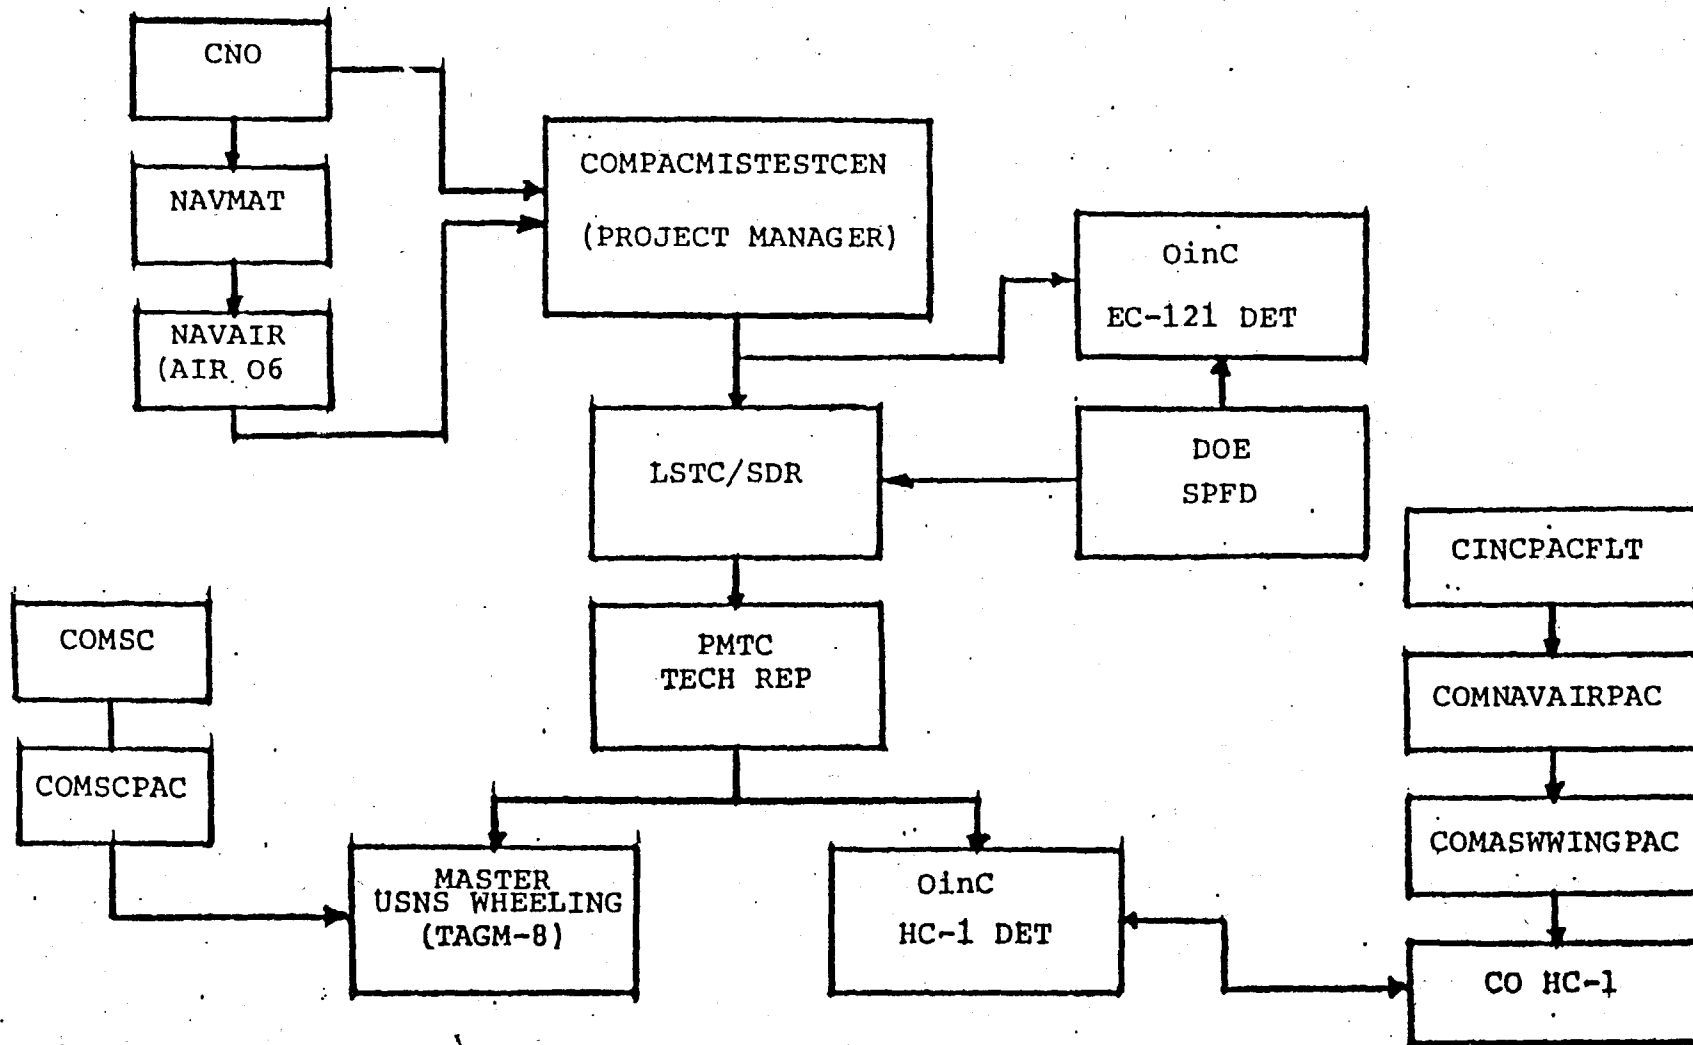 CNO
NAVMAT
NAVAIR
(AIR 06
COMPACMISTESTCEN
(PROJECT MANAGER)
OinC
EC-121 DET
LSTC/SDR
DOE
SPFD
PMTC
TECH REP
COMSC
COMSCPAC
MASTER
USNS WHEELING
(TAGM-8)
OinC
HC-1 DET
CINCPACFLT
COMNAVAIRPAC
COMASWWINGPAC
CO HC-1